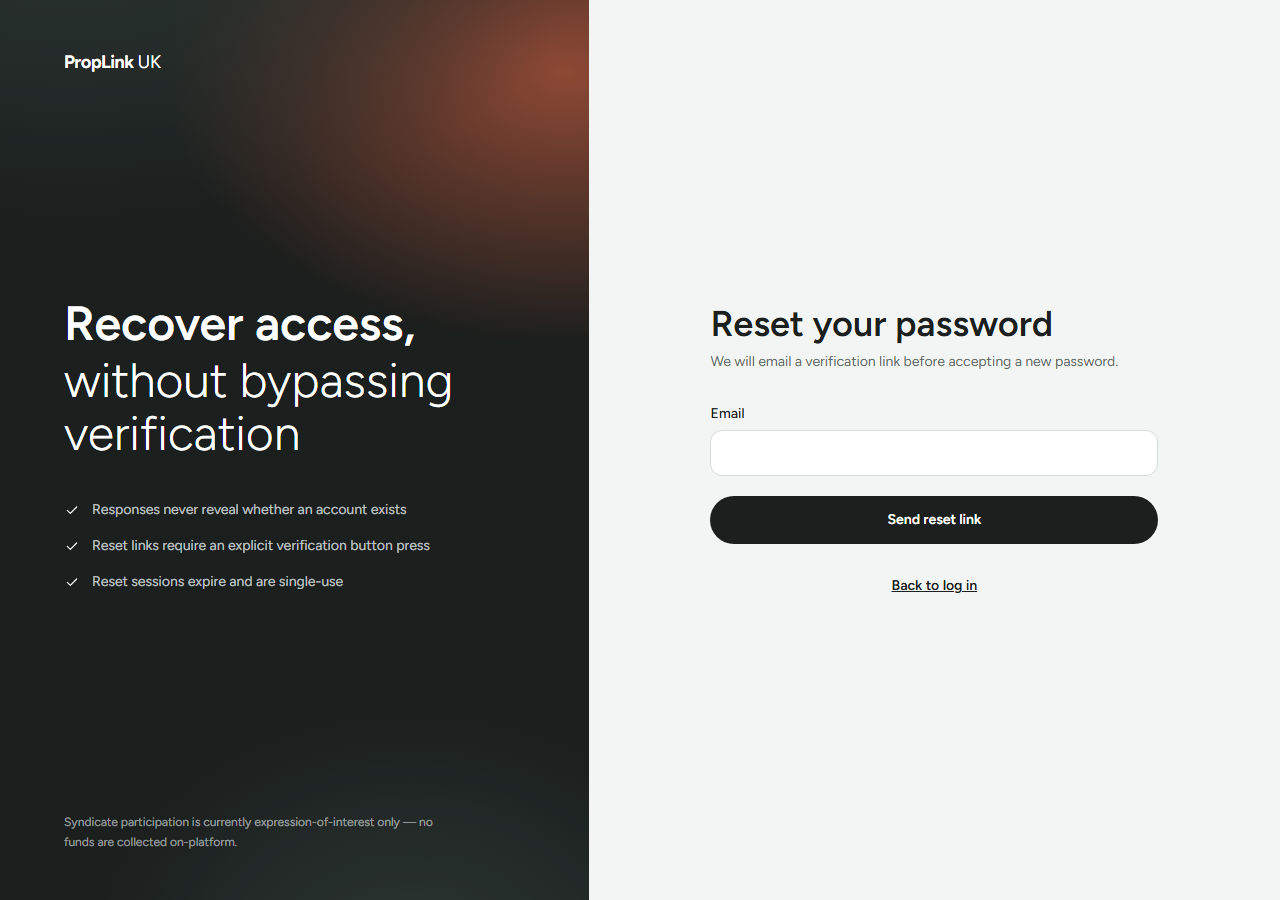 PropLink UK
Recover access,
without bypassing
verification
Responses never reveal whether an account exists
Reset links require an explicit verification button press
Reset sessions expire and are single-use
Syndicate participation is currently expression-of-interest only — no
funds are collected on-platform.
Reset your password
We will email a verification link before accepting a new password.
Email
Send reset link
Back to log in